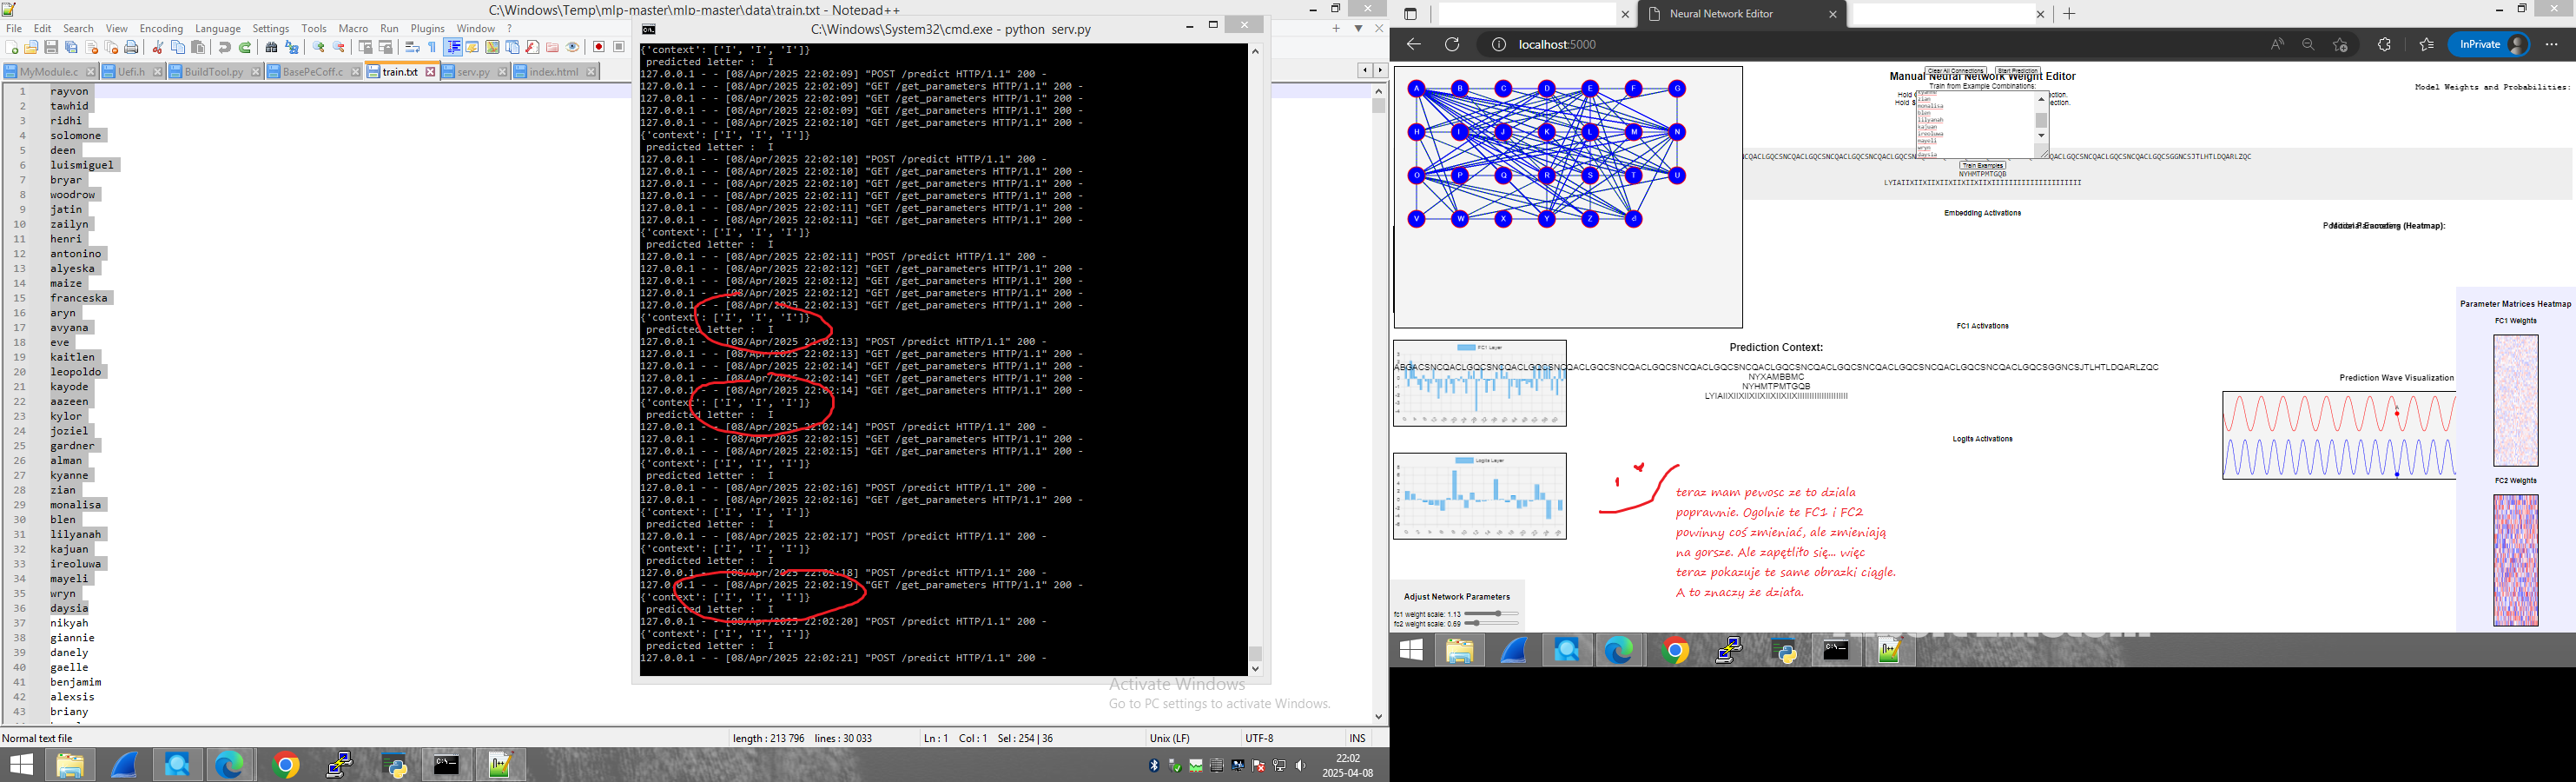 C:\Windows\Temp\mlp-master\mlp-master\data\train.txt - Notepad++
File Edit Search View Encoding Language Settings Tools Macro Run Plugins Window ?
MyModule.c Uefi.h BuildTool.py BasePeCoff.c train.txt serv.py index.html
1 rayvon
2 tawhid
3 ridhi
4 solomone
5 deen
6 luismiguel
7 bryar
8 woodrow
9 jatin
10 zailyn
11 henri
12 antonino
13 alyeska
14 maize
15 franceska
16 aryn
17 avyana
18 eve
19 kaitlen
20 leopoldo
21 kayode
22 aazeen
23 kylor
24 joziel
25 gardner
26 alman
27 kyanne
28 zian
29 monalisa
30 blen
31 lilyanah
32 kajuan
33 ireoluwa
34 mayeli
35 wryn
36 daysia
37 nikyah
38 giannie
39 danely
40 gaelle
41 benjamim
42 alexsis
43 briany
Normal text file length : 213 796 lines : 30 033 Ln : 1 Col : 1 Sel : 254 | 36 Unix (LF) UTF-8 INS
C:\Windows\System32\cmd.exe - python serv.py
{'context': ['I', 'I', 'I']}
predicted letter : I
127.0.0.1 - - [08/Apr/2025 22:02:09] "POST /predict HTTP/1.1" 200 -
127.0.0.1 - - [08/Apr/2025 22:02:09] "GET /get_parameters HTTP/1.1" 200 -
127.0.0.1 - - [08/Apr/2025 22:02:09] "GET /get_parameters HTTP/1.1" 200 -
127.0.0.1 - - [08/Apr/2025 22:02:09] "GET /get_parameters HTTP/1.1" 200 -
127.0.0.1 - - [08/Apr/2025 22:02:10] "GET /get_parameters HTTP/1.1" 200 -
{'context': ['I', 'I', 'I']}
predicted letter : I
127.0.0.1 - - [08/Apr/2025 22:02:10] "POST /predict HTTP/1.1" 200 -
127.0.0.1 - - [08/Apr/2025 22:02:10] "GET /get_parameters HTTP/1.1" 200 -
127.0.0.1 - - [08/Apr/2025 22:02:10] "GET /get_parameters HTTP/1.1" 200 -
127.0.0.1 - - [08/Apr/2025 22:02:11] "GET /get_parameters HTTP/1.1" 200 -
127.0.0.1 - - [08/Apr/2025 22:02:11] "GET /get_parameters HTTP/1.1" 200 -
127.0.0.1 - - [08/Apr/2025 22:02:11] "GET /get_parameters HTTP/1.1" 200 -
{'context': ['I', 'I', 'I']}
predicted letter : I
127.0.0.1 - - [08/Apr/2025 22:02:11] "POST /predict HTTP/1.1" 200 -
127.0.0.1 - - [08/Apr/2025 22:02:12] "GET /get_parameters HTTP/1.1" 200 -
127.0.0.1 - - [08/Apr/2025 22:02:12] "GET /get_parameters HTTP/1.1" 200 -
127.0.0.1 - - [08/Apr/2025 22:02:12] "GET /get_parameters HTTP/1.1" 200 -
127.0.0.1 - - [08/Apr/2025 22:02:13] "GET /get_parameters HTTP/1.1" 200 -
{'context': ['I', 'I', 'I']}
predicted letter : I
127.0.0.1 - - [08/Apr/2025 22:02:13] "POST /predict HTTP/1.1" 200 -
127.0.0.1 - - [08/Apr/2025 22:02:13] "GET /get_parameters HTTP/1.1" 200 -
127.0.0.1 - - [08/Apr/2025 22:02:14] "GET /get_parameters HTTP/1.1" 200 -
127.0.0.1 - - [08/Apr/2025 22:02:14] "GET /get_parameters HTTP/1.1" 200 -
127.0.0.1 - - [08/Apr/2025 22:02:14] "GET /get_parameters HTTP/1.1" 200 -
{'context': ['I', 'I', 'I']}
predicted letter : I
127.0.0.1 - - [08/Apr/2025 22:02:14] "POST /predict HTTP/1.1" 200 -
127.0.0.1 - - [08/Apr/2025 22:02:15] "GET /get_parameters HTTP/1.1" 200 -
127.0.0.1 - - [08/Apr/2025 22:02:15] "GET /get_parameters HTTP/1.1" 200 -
{'context': ['I', 'I', 'I']}
predicted letter : I
127.0.0.1 - - [08/Apr/2025 22:02:16] "POST /predict HTTP/1.1" 200 -
127.0.0.1 - - [08/Apr/2025 22:02:16] "GET /get_parameters HTTP/1.1" 200 -
{'context': ['I', 'I', 'I']}
predicted letter : I
127.0.0.1 - - [08/Apr/2025 22:02:17] "POST /predict HTTP/1.1" 200 -
{'context': ['I', 'I', 'I']}
predicted letter : I
127.0.0.1 - - [08/Apr/2025 22:02:18] "POST /predict HTTP/1.1" 200 -
127.0.0.1 - - [08/Apr/2025 22:02:19] "GET /get_parameters HTTP/1.1" 200 -
{'context': ['I', 'I', 'I']}
predicted letter : I
127.0.0.1 - - [08/Apr/2025 22:02:20] "POST /predict HTTP/1.1" 200 -
{'context': ['I', 'I', 'I']}
predicted letter : I
127.0.0.1 - - [08/Apr/2025 22:02:21] "POST /predict HTTP/1.1" 200 -
Activate Windows
Go to PC settings to activate Windows.
22:02
2025-04-08
Neural Network Editor
localhost:5000
InPrivate
A B C D E F G
H I J K L M N
O P Q R S T U
V W X Y Z
Clear All Connections Start Prediction
Manual Neural Network Weight Editor
Train from Example Combinations:
zian
monalisa
blen
lilyanah
kajuan
ireoluwa
mayeli
wryn
daysia
Train Examples
NYHMTPMTGQB
Model Weights and Probabilities:
Embedding Activations
FC1 Activations
Logits Activations
FC1 Layer
Logits Layer
Prediction Context:
NYXAMBBMC
NYHMTPMTGQB
Prediction Wave Visualization
Parameter Matrices Heatmap
FC1 Weights
FC2 Weights
teraz mam pewosc ze to dziala
poprawnie. Ogolnie te FC1 i FC2
powinny coś zmieniać, ale zmieniają
na gorsze. Ale zapętliło się... więc
teraz pokazuje te same obrazki ciągle.
A to znaczy że działa.
Adjust Network Parameters
fc1 weight scale: 1.13
fc2 weight scale: 0.69